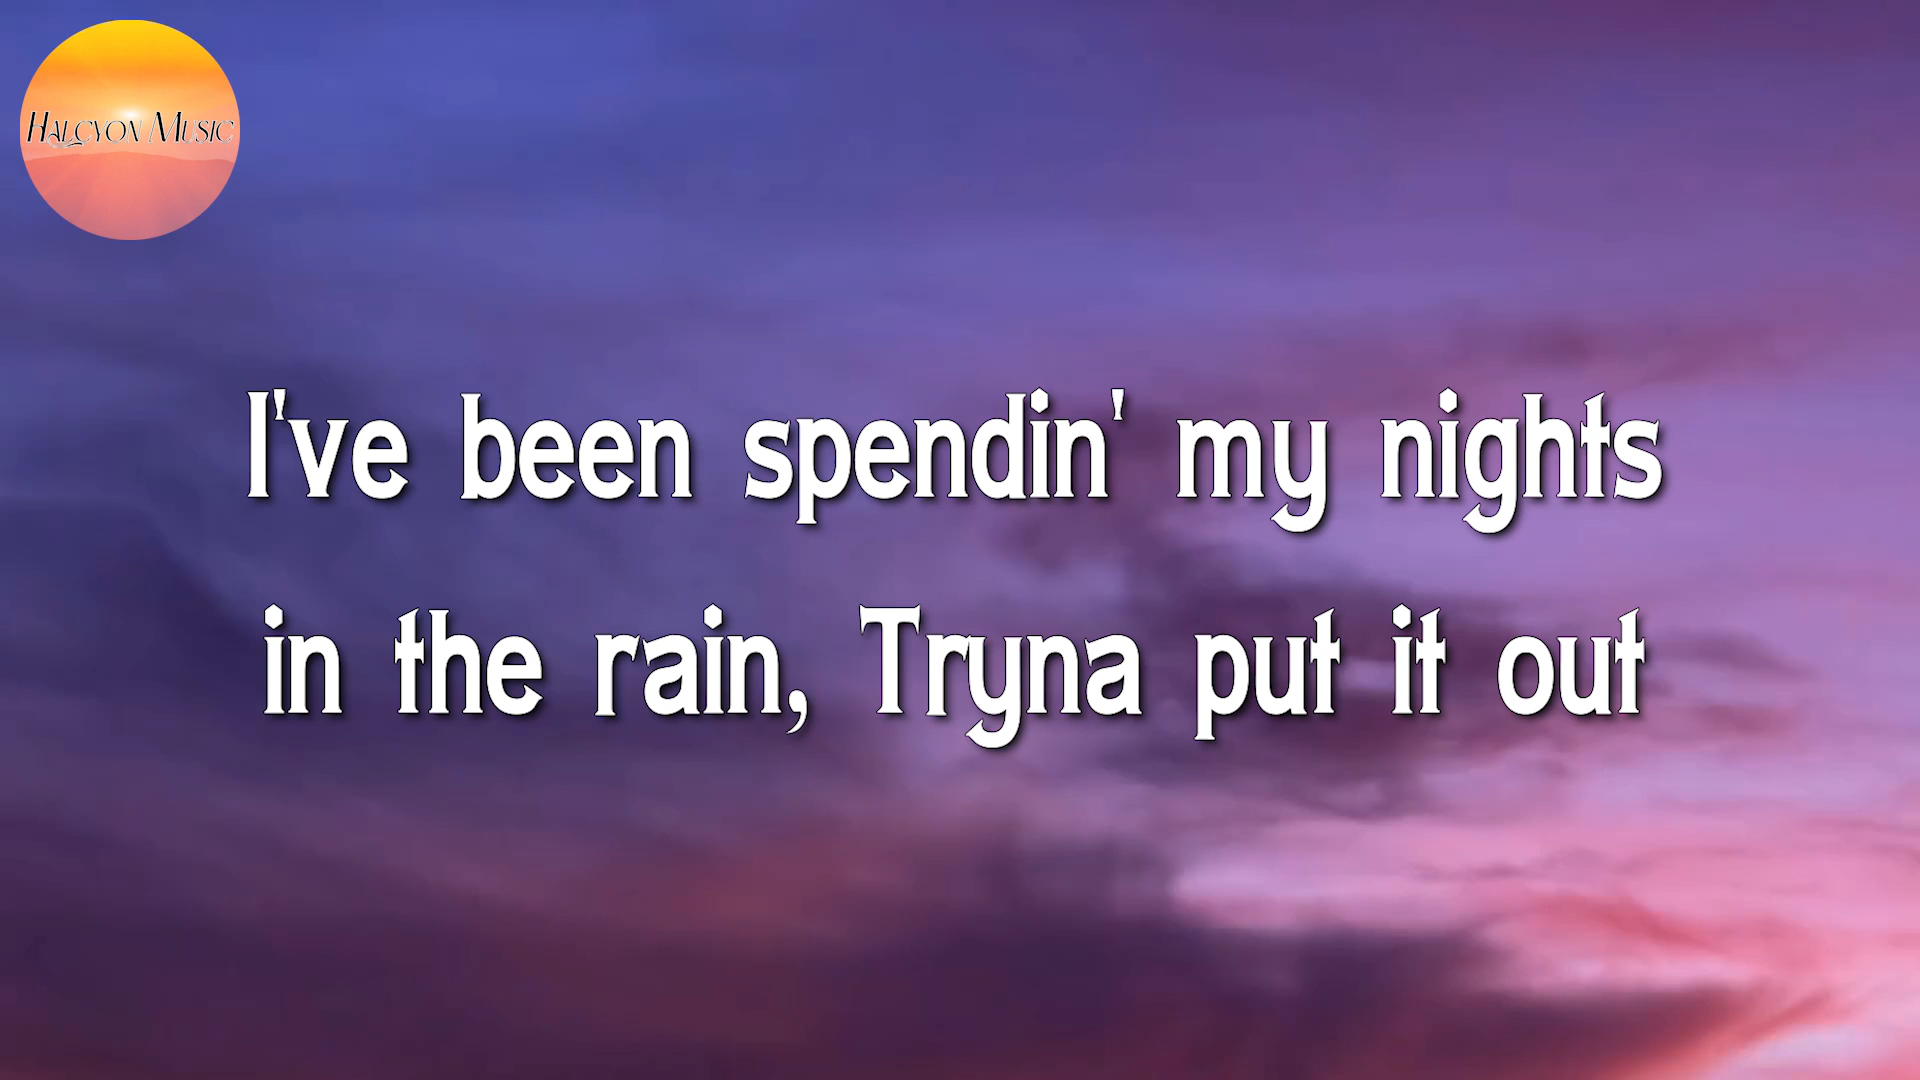 HALCYON MUSIC
I've been spendin' my nights
in the rain, Tryna put it out